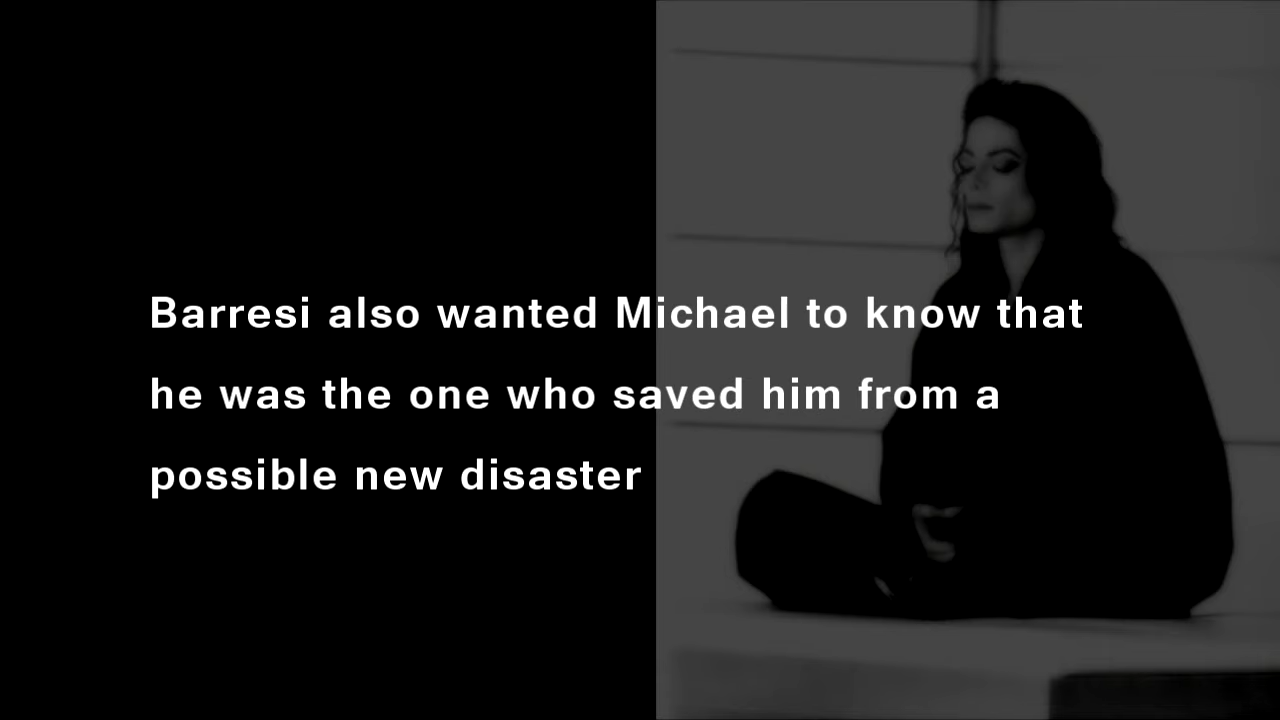 Barresi also wanted Michael to know that
he was the one who saved him from a
possible new disaster